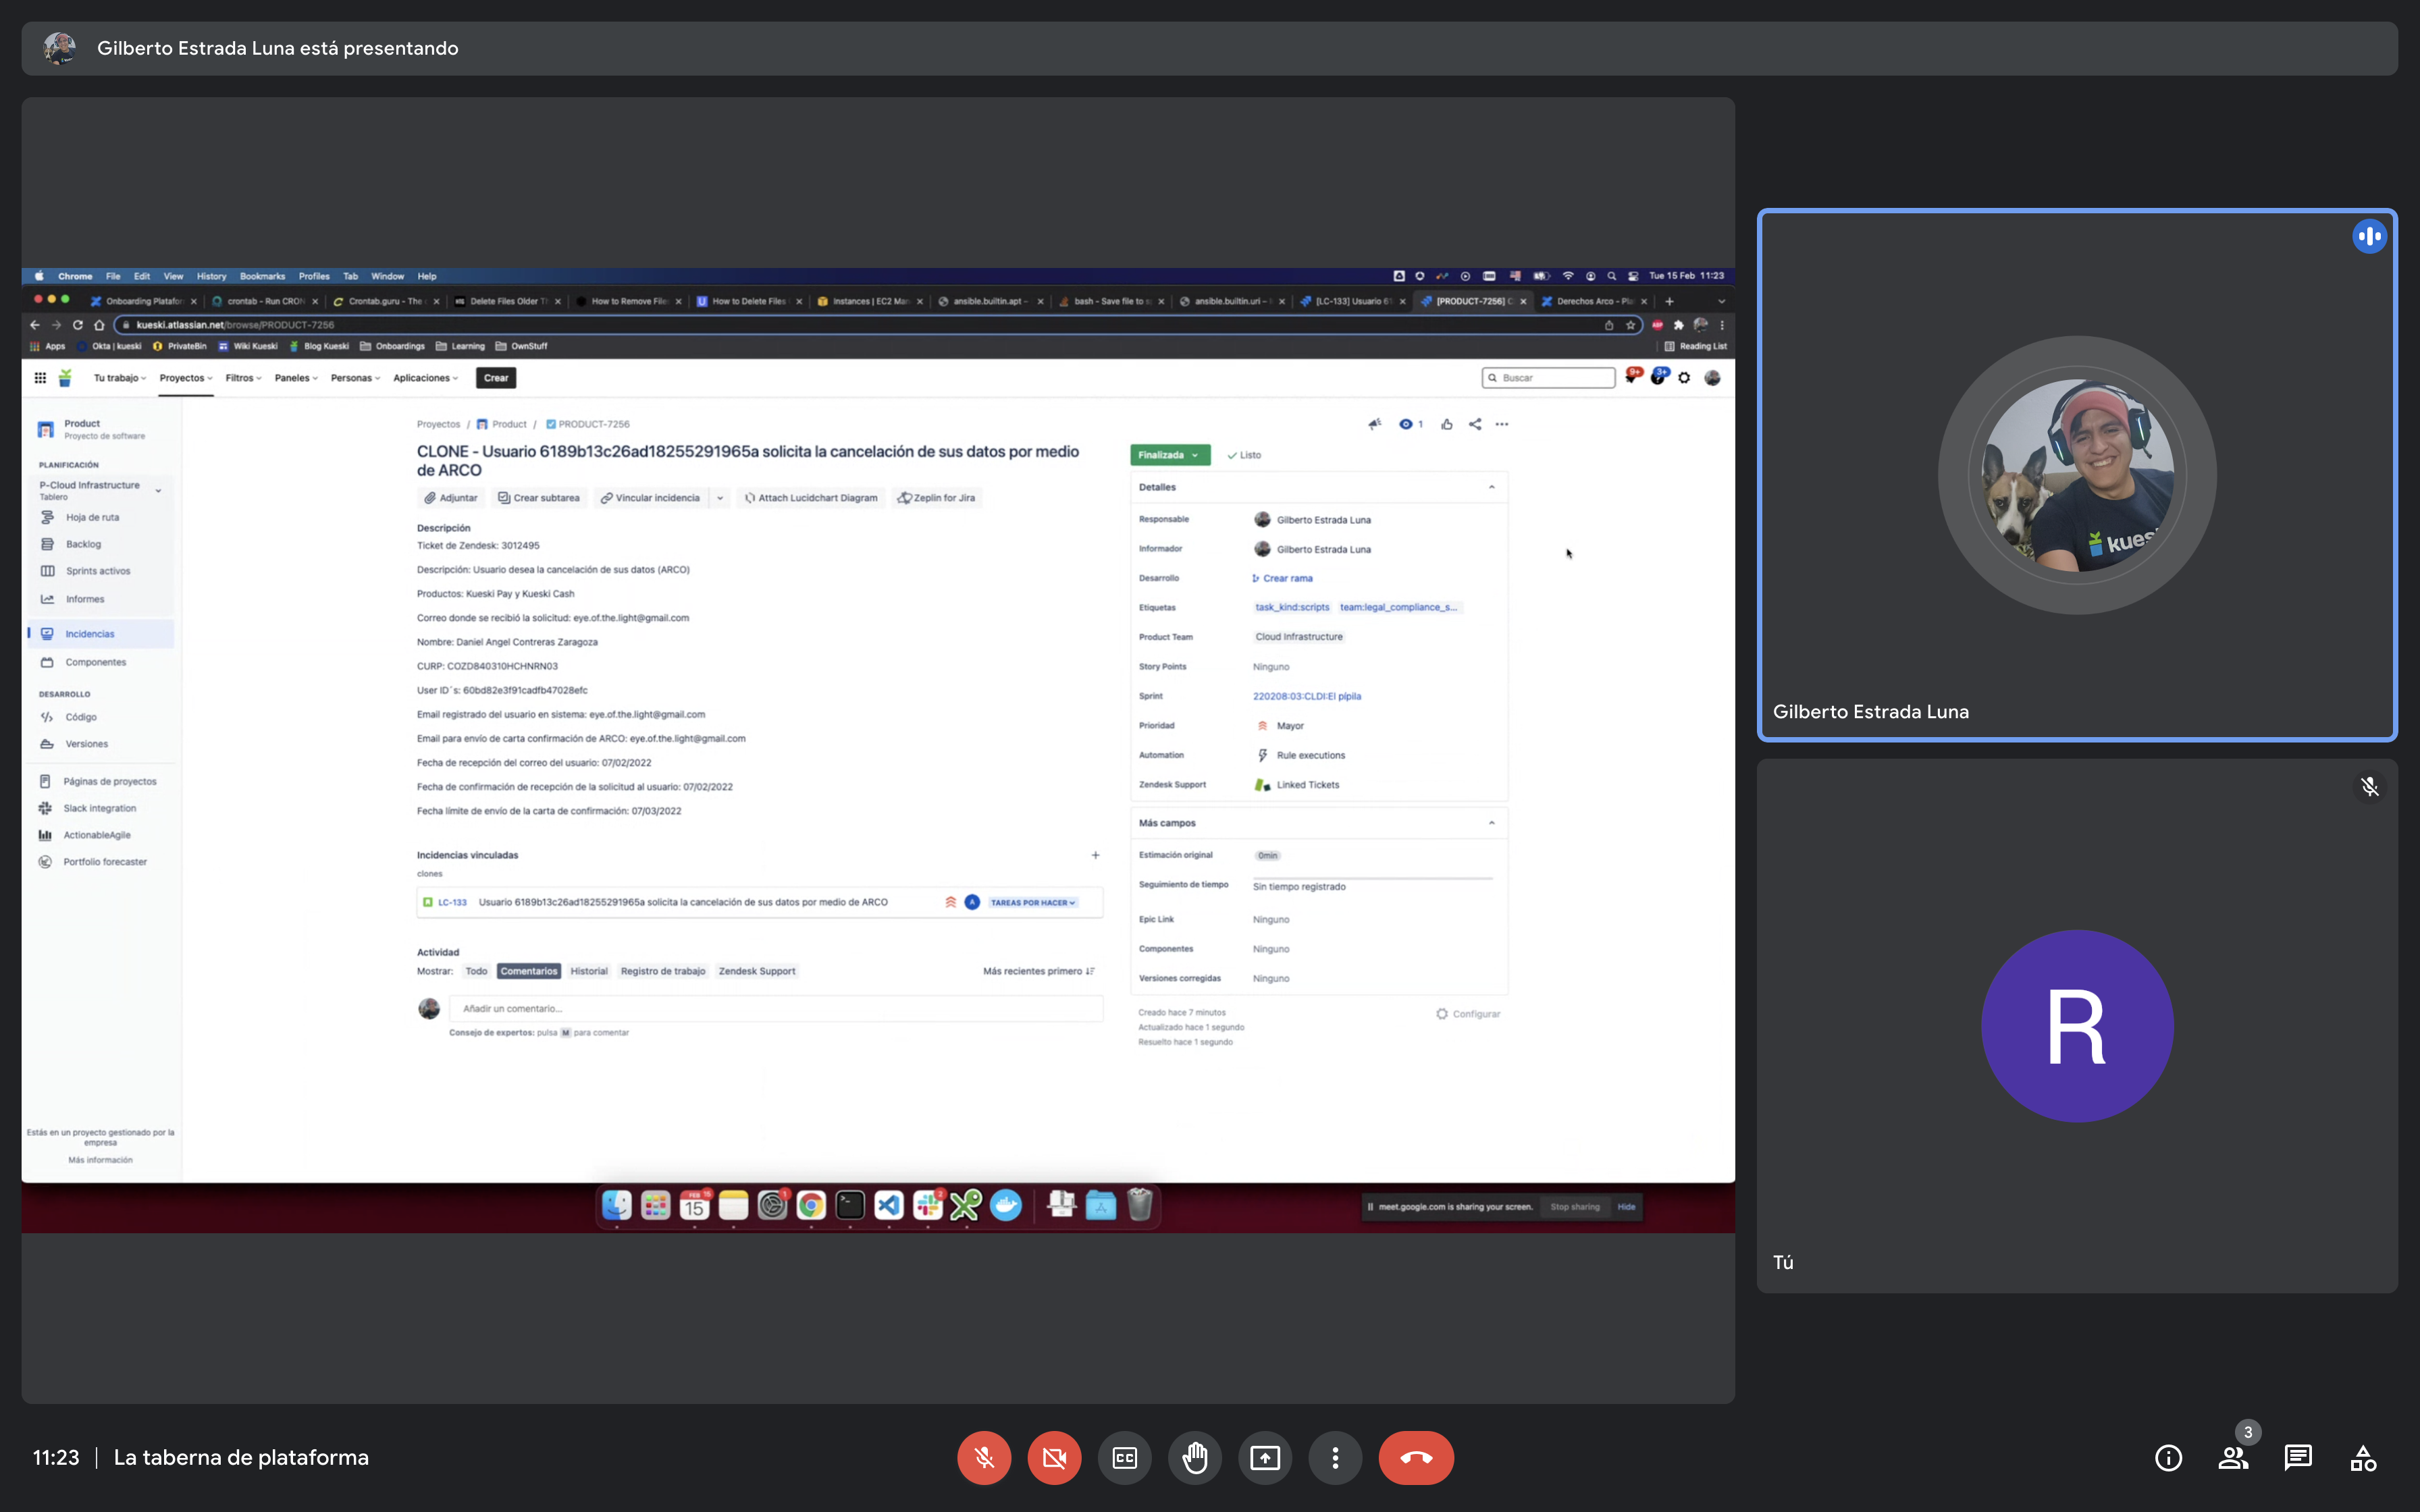 Gilberto Estrada Luna está presentando
Chrome File Edit View History Bookmarks Profiles Tab Window Help
Tue 15 Feb 11:23
Onboarding Platafor
crontab - Run CRON
Crontab.guru - The
Delete Files Older T
How to Remove File
How to Delete Files
Instances | EC2 Man
ansible.builtin.apt -
bash - Save file to
ansible.builtin.uri -
[LC-133] Usuario 6
[PRODUCT-7256] C
Derechos Arco - Pla
kueski.atlassian.net/browse/PRODUCT-7256
Apps Okta | kueski PrivateBin Wiki Kueski Blog Kueski Onboardings Learning OwnStuff Reading List
Tu trabajo Proyectos Filtros Paneles Personas Aplicaciones Crear Buscar 9+ 3+
Product
Proyecto de software
PLANIFICACIÓN
P-Cloud Infrastructure
Tablero
Hoja de ruta
Backlog
Sprints activos
Informes
Incidencias
Componentes
DESARROLLO
Código
Versiones
Páginas de proyectos
Slack integration
ActionableAgile
Portfolio forecaster
Estás en un proyecto gestionado por la
empresa
Más información
Proyectos / Product / PRODUCT-7256
1
CLONE - Usuario 6189b13c26ad18255291965a solicita la cancelación de sus datos por medio
de ARCO
Adjuntar Crear subtarea Vincular incidencia Attach Lucidchart Diagram Zeplin for Jira
Descripción
Ticket de Zendesk: 3012495
Descripción: Usuario desea la cancelación de sus datos (ARCO)
Productos: Kueski Pay y Kueski Cash
Correo donde se recibió la solicitud: eye.of.the.light@gmail.com
Nombre: Daniel Angel Contreras Zaragoza
CURP: COZD840310HCHNRN03
User ID´s: 60bd82e3f91cadfb47028efc
Email registrado del usuario en sistema: eye.of.the.light@gmail.com
Email para envío de carta confirmación de ARCO: eye.of.the.light@gmail.com
Fecha de recepción del correo del usuario: 07/02/2022
Fecha de confirmación de recepción de la solicitud al usuario: 07/02/2022
Fecha límite de envío de la carta de confirmación: 07/03/2022
Incidencias vinculadas
clones
LC-133 Usuario 6189b13c26ad18255291965a solicita la cancelación de sus datos por medio de ARCO A TAREAS POR HACER
Actividad
Mostrar: Todo Comentarios Historial Registro de trabajo Zendesk Support Más recientes primero
Añadir un comentario...
Consejo de expertos: pulsa M para comentar
Finalizada Listo
Detalles
Responsable Gilberto Estrada Luna
Informador Gilberto Estrada Luna
Desarrollo Crear rama
Etiquetas task_kind:scripts team:legal_compliance_s...
Product Team Cloud Infrastructure
Story Points Ninguno
Sprint 220208:03:CLDI:El pípila
Prioridad Mayor
Automation Rule executions
Zendesk Support Linked Tickets
Más campos
Estimación original 0min
Seguimiento de tiempo Sin tiempo registrado
Epic Link Ninguno
Componentes Ninguno
Versiones corregidas Ninguno
Creado hace 7 minutos
Actualizado hace 1 segundo
Resuelto hace 1 segundo
Configurar
FEB 15
15
1
2
meet.google.com is sharing your screen. Stop sharing Hide
kues
Gilberto Estrada Luna
R
Tú
11:23 | La taberna de plataforma
CC
3